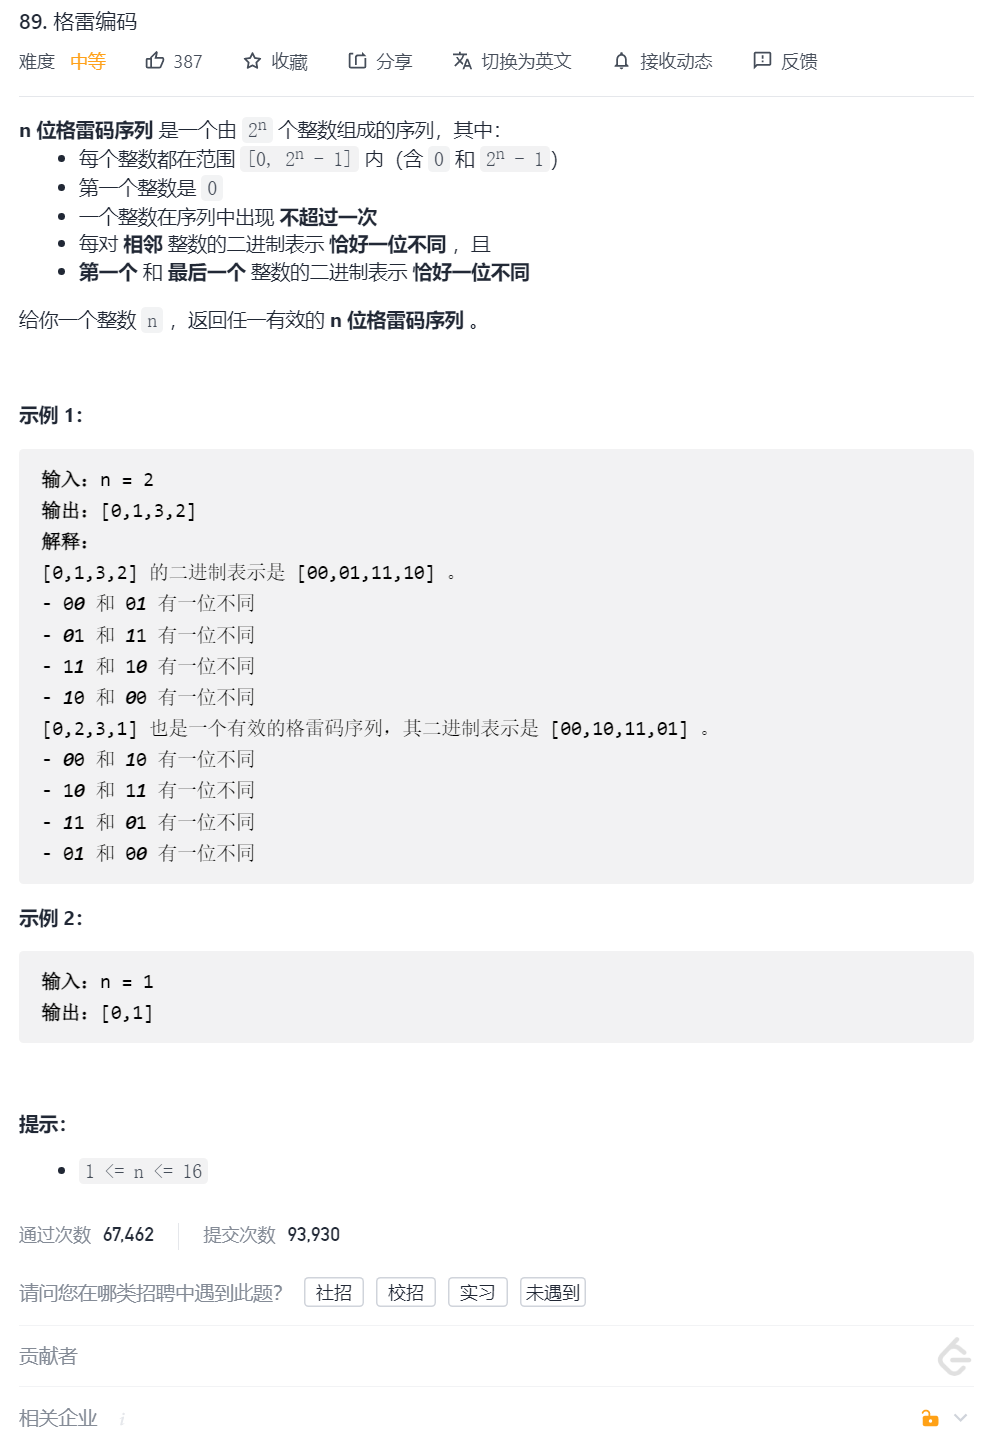 89. 格雷编码
难度 中等 387 收藏 分享 切换为英文 接收动态 反馈
n 位格雷码序列 是一个由 2ⁿ 个整数组成的序列，其中：
每个整数都在范围 [0, 2ⁿ - 1] 内（含 0 和 2ⁿ - 1）
第一个整数是 0
一个整数在序列中出现 不超过一次
每对 相邻 整数的二进制表示 恰好一位不同 ，且
第一个 和 最后一个 整数的二进制表示 恰好一位不同
给你一个整数 n ，返回任一有效的 n 位格雷码序列 。
示例 1：
输入：n = 2
输出：[0,1,3,2]
解释：
[0,1,3,2] 的二进制表示是 [00,01,11,10] 。
- 00 和 01 有一位不同
- 01 和 11 有一位不同
- 11 和 10 有一位不同
- 10 和 00 有一位不同
[0,2,3,1] 也是一个有效的格雷码序列，其二进制表示是 [00,10,11,01] 。
- 00 和 10 有一位不同
- 10 和 11 有一位不同
- 11 和 01 有一位不同
- 01 和 00 有一位不同
示例 2：
输入：n = 1
输出：[0,1]
提示：
1 <= n <= 16
通过次数 67,462 提交次数 93,930
请问您在哪类招聘中遇到此题？ 社招 校招 实习 未遇到
贡献者
相关企业 i